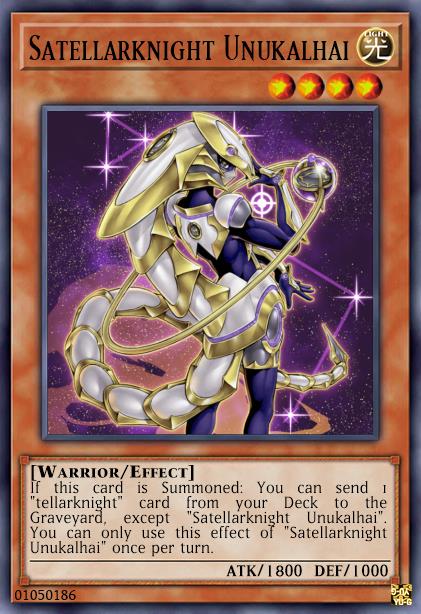 SATELLARKNIGHT UNUKALHAI
LIGHT
光
[WARRIOR/EFFECT]
If this card is Summoned: You can send 1
"tellarknight" card from your Deck to the
Graveyard, except "Satellarknight Unukalhai".
You can only use this effect of "Satellarknight
Unukalhai" once per turn.
ATK/1800 DEF/1000
01050186